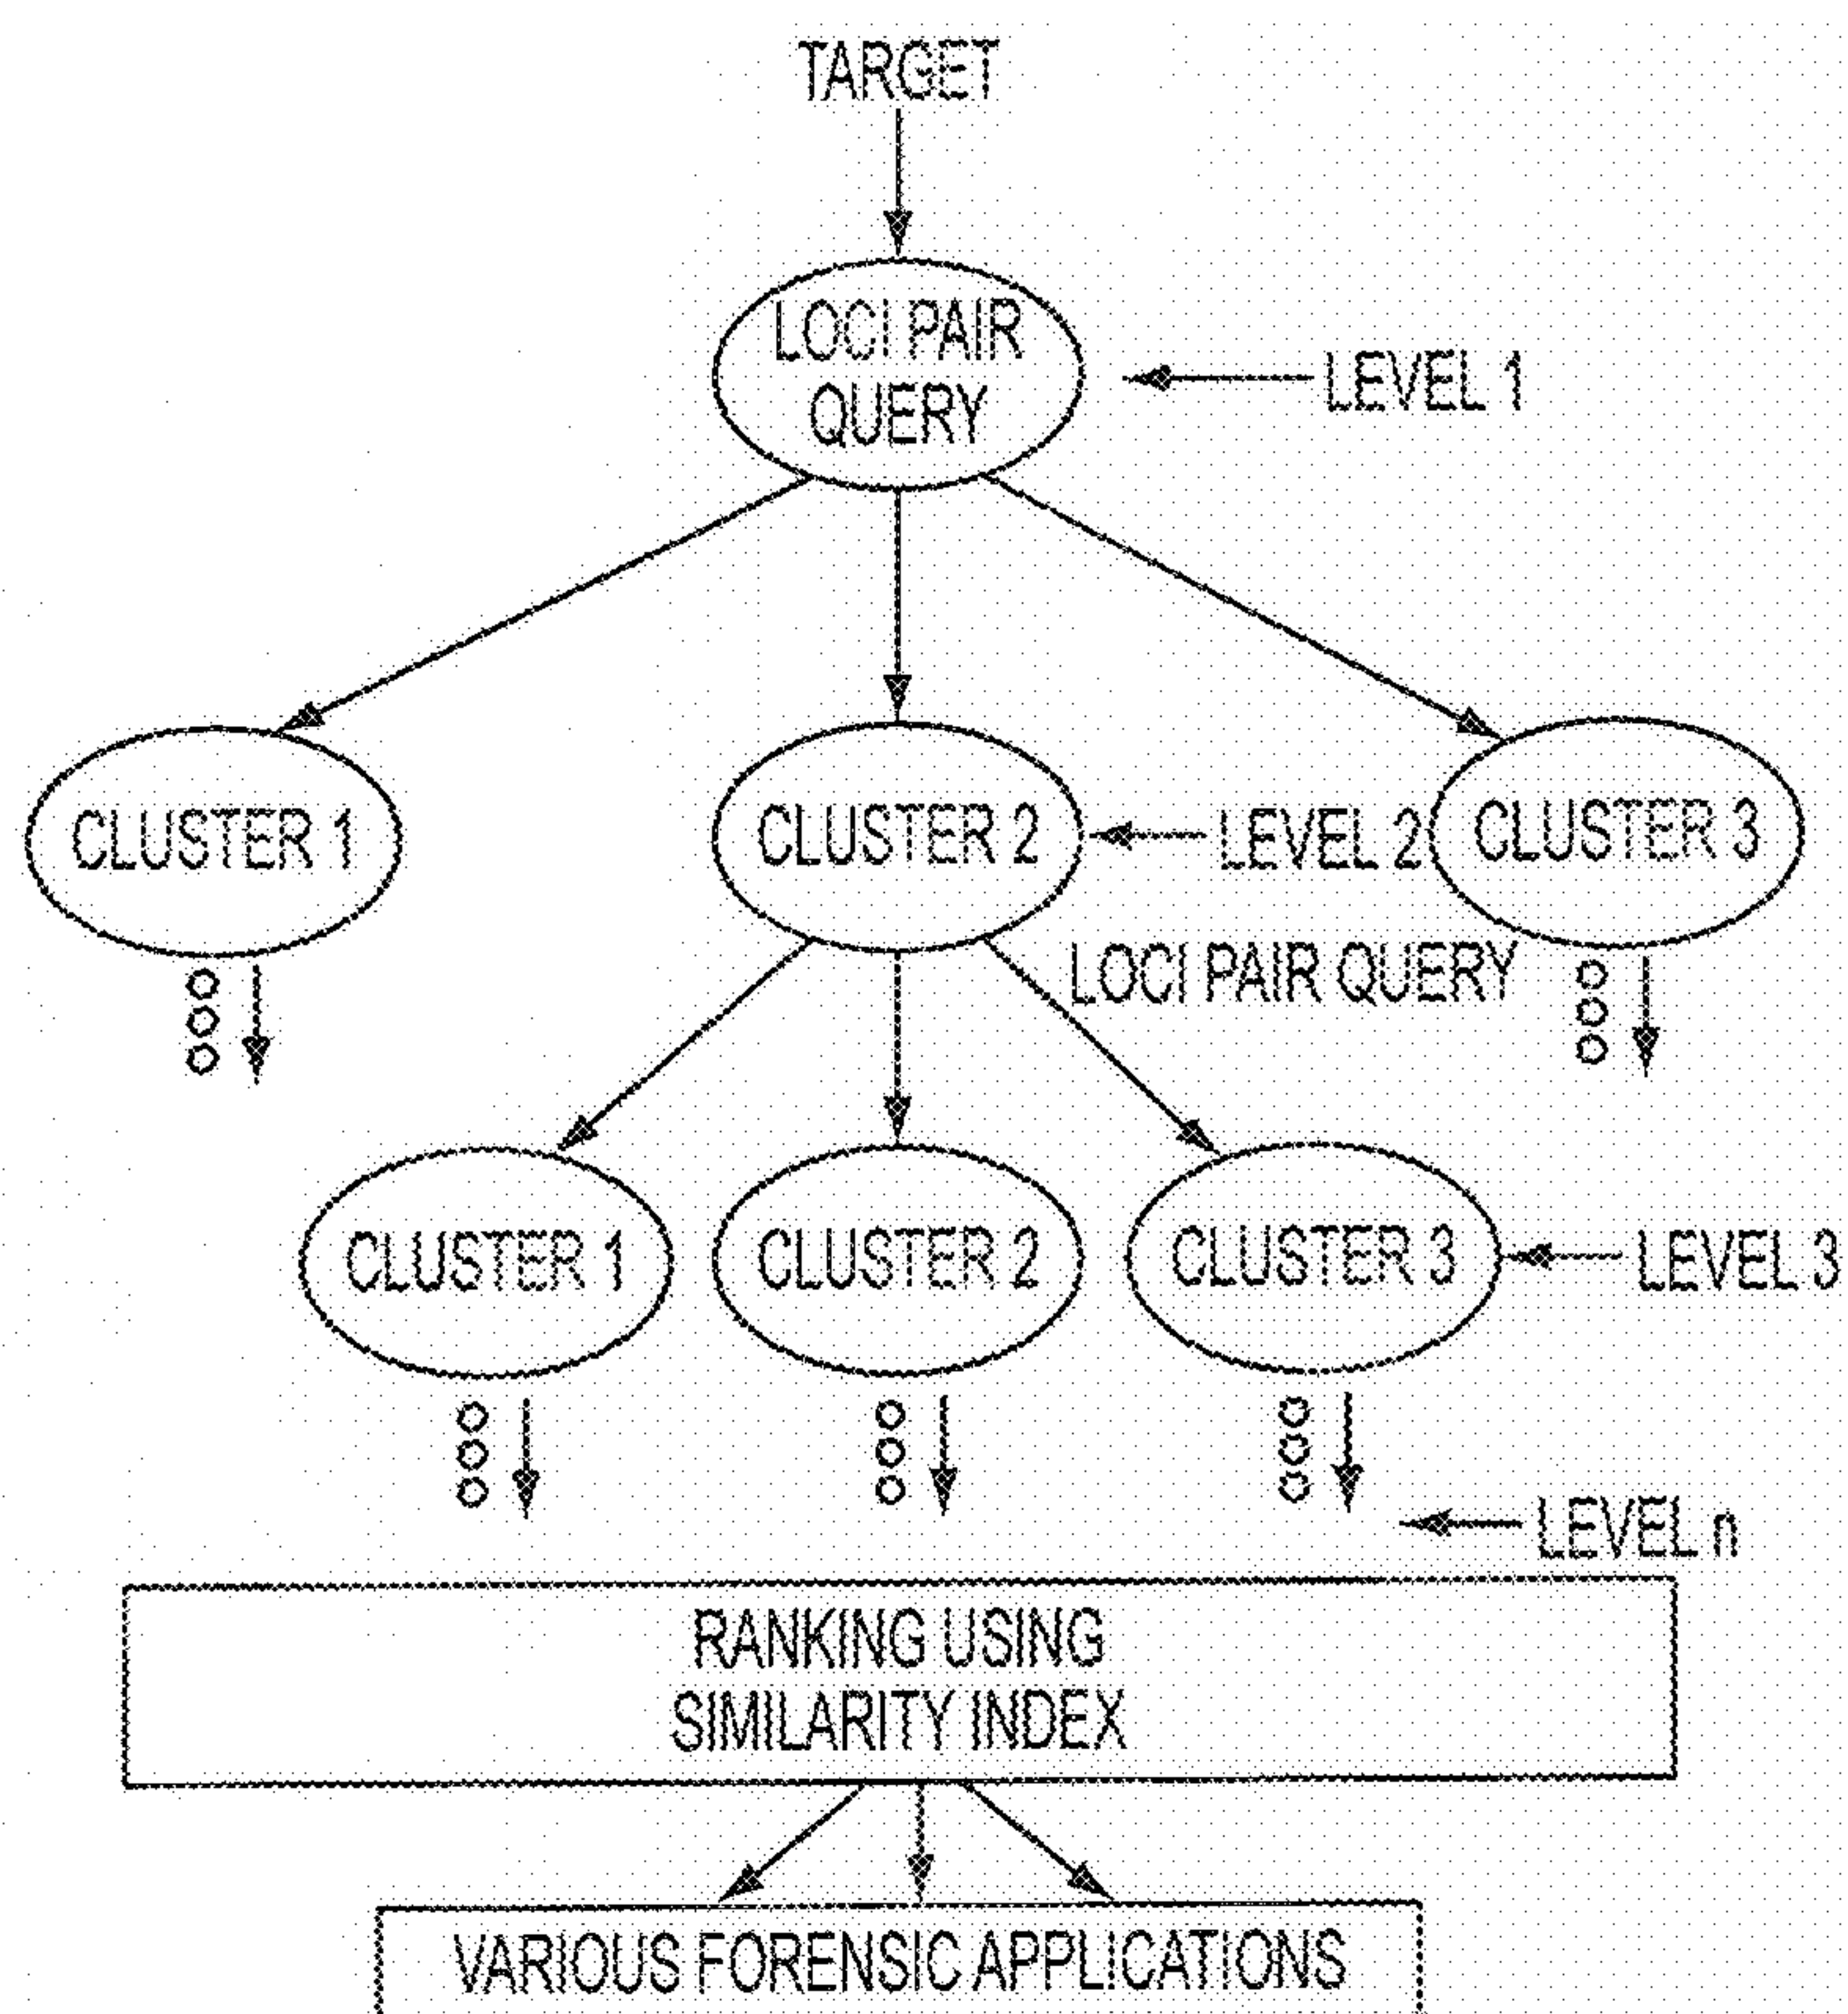 TARGET
LOCI PAIR
QUERY
LEVEL 1
CLUSTER 1
CLUSTER 2
LEVEL 2
CLUSTER 3
LOCI PAIR QUERY
CLUSTER 1
CLUSTER 2
CLUSTER 3
LEVEL 3
LEVEL n
RANKING USING
SIMILARITY INDEX
VARIOUS FORENSIC APPLICATIONS